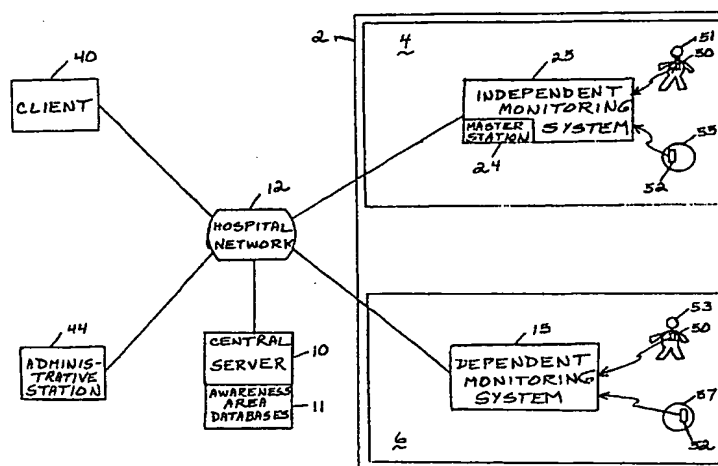 40
CLIENT
12
HOSPITAL
NETWORK
44
ADMINIS-
TRATIVE
STATION
CENTRAL
SERVER
10
AWARENESS
AREA
DATABASES
11
2
4
25
INDEPENDENT
MONITORING
SYSTEM
MASTER
STATION
24
51
50
55
52
15
DEPENDENT
MONITORING
SYSTEM
53
50
57
52
6